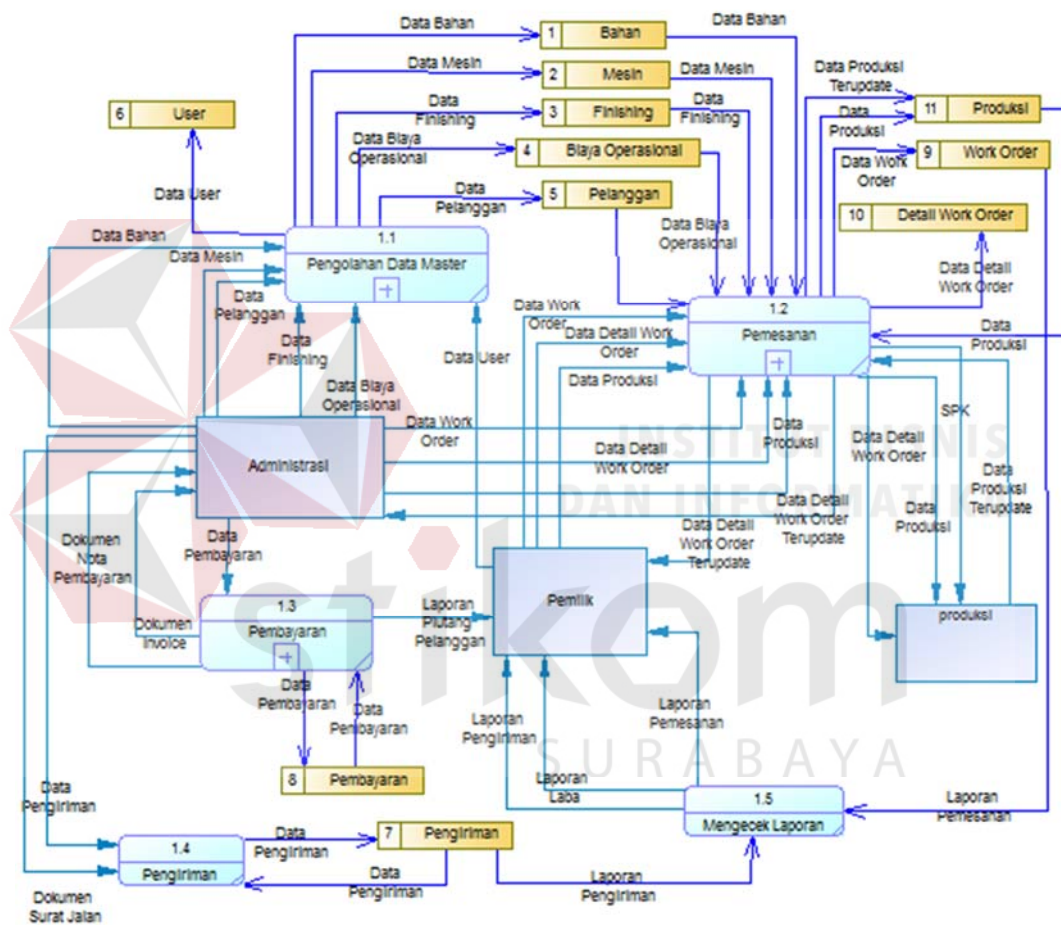 Data Bahan
1 Bahan
Data Bahan
Data Mesin
2 Mesin
Data Mesin
Data Produksi
Terupdate
6 User
Data
Finishing
3 Finishing
Data
Finishing
11 Produksi
Data
Produksi
Data Biaya
Operasional
4 Biaya Operasional
9 Work Order
Data Work
Order
Data User
Data
Pelanggan
5 Pelanggan
Data Biaya
Operasional
10 Detail Work Order
Data Bahan
1.1
Pengolahan Data Master
Data Mesin
Data
Pelanggan
Data Detail
Work Order
Data Work
Order
1.2
Pemesanan
Data
Finishing
Data User
Data Detail Work
Order
Data
Produksi
Data Produksi
Data Biaya
Operasional
Data Work
Order
Data
Produksi
SPK
INSTITUT BISNIS
DAN INFORMATIKA
Administrasi
Data Detail
Work Order
Data Detail
Work Order
Data
Produksi
Terupdate
Data Detail
Work Order
Terupdate
Data Detail
Work Order
Terupdate
Data
Produksi
Dokumen
Nota
Pembayaran
Data
Pembayaran
1.3
Pembayaran
Dokumen
Invoice
Laporan
Piutang
Pelanggan
Pemilik
produksi
stikom
SURABAYA
Data
Pembayaran
Data
Pembayaran
Laporan
Pengiriman
Laporan
Pemesanan
8 Pembayaran
Laporan
Laba
Data
Pengiriman
1.5
Mengecek Laporan
Laporan
Pemesanan
1.4
Pengiriman
Data
Pengiriman
7 Pengiriman
Data
Pengiriman
Laporan
Pengiriman
Dokumen
Surat Jalan